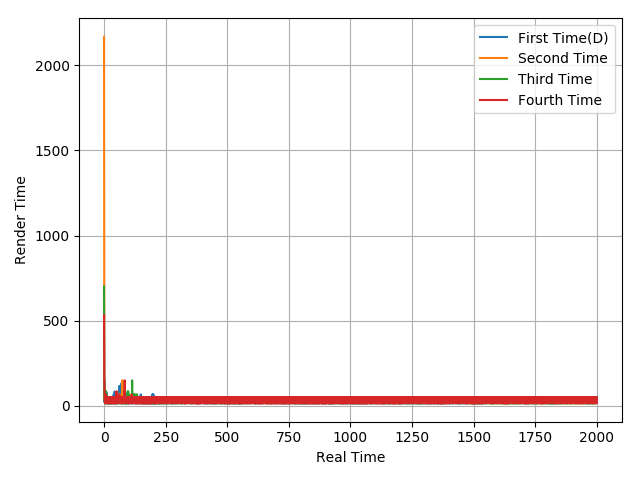 First Time(D)
Second Time
Third Time
Fourth Time
2000
1500
1000
500
0
Render Time
0 250 500 750 1000 1250 1500 1750 2000
Real Time